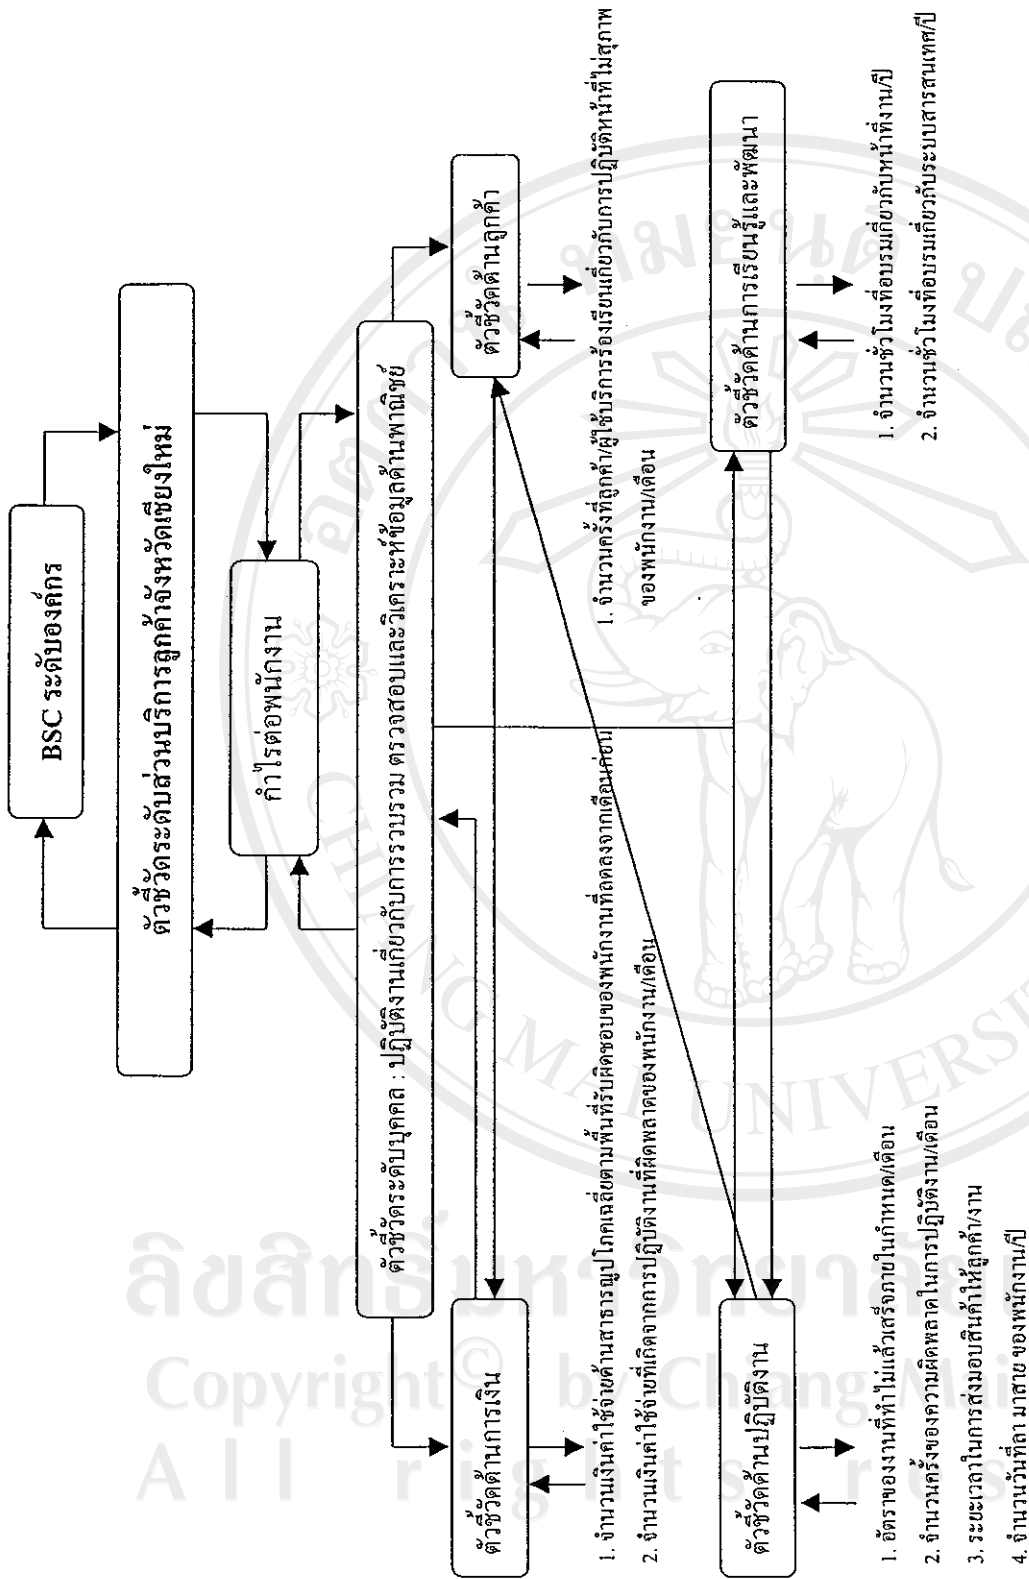 BSC ระดับองค์กร
ตัวชี้วัดระดับส่วนบริการลูกค้าจังหวัดเชียงใหม่
กำไรต่อพนักงาน
ตัวชี้วัดระดับบุคคล : ปฏิบัติงานเกี่ยวกับการรวบรวม ตรวจสอบและวิเคราะห์ข้อมูลด้านพาณิชย์
ตัวชี้วัดด้านการเงิน
ตัวชี้วัดด้านลูกค้า
1. จำนวนเงินค่าใช้จ่ายด้านสาธารณูปโภคเฉลี่ยตามพื้นที่รับผิดชอบของพนักงานที่ลดลงจากเดือนก่อน
2. จำนวนเงินค่าใช้จ่ายที่เกิดจากการปฏิบัติงานที่ผิดพลาดของพนักงาน/เดือน
1. จำนวนครั้งที่ลูกค้า/ผู้ใช้บริการร้องเรียนเกี่ยวกับการปฏิบัติหน้าที่ไม่สุภาพ
ของพนักงาน/เดือน
ตัวชี้วัดด้านปฏิบัติงาน
ตัวชี้วัดด้านการเรียนรู้และพัฒนา
1. อัตราของงานที่ทำไม่แล้วเสร็จภายในกำหนด/เดือน
2. จำนวนครั้งของความผิดพลาดในการปฏิบัติงาน/เดือน
3. ระยะเวลาในการส่งมอบสินค้าให้ลูกค้า/งาน
4. จำนวนวันที่ลา มาสาย ของพนักงาน/ปี
1. จำนวนชั่วโมงที่อบรมเกี่ยวกับหน้าที่งาน/ปี
2. จำนวนชั่วโมงที่อบรมเกี่ยวกับระบบสารสนเทศ/ปี
CHIANG MAI UNIVERSI
Copyright© by Chiang Mai
All rights res